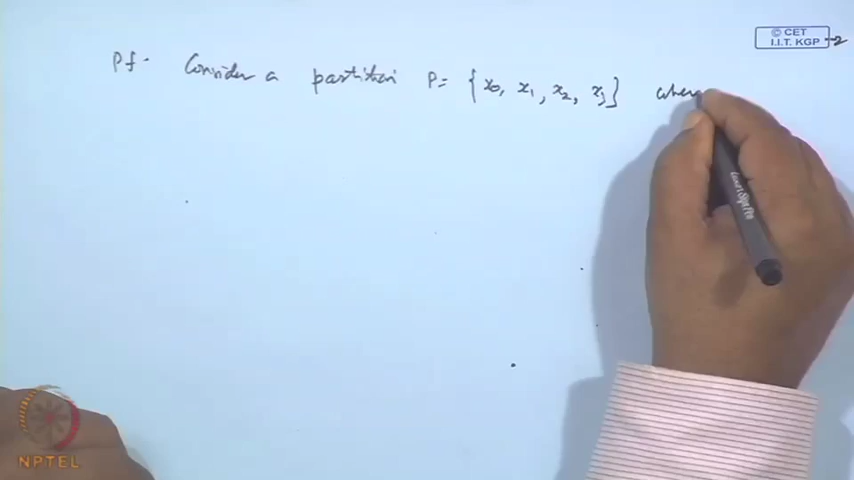 © CET
I.I.T. KGP
Pf. Consider a partition P = {x0, x1, x2, x3} where
NPTEL